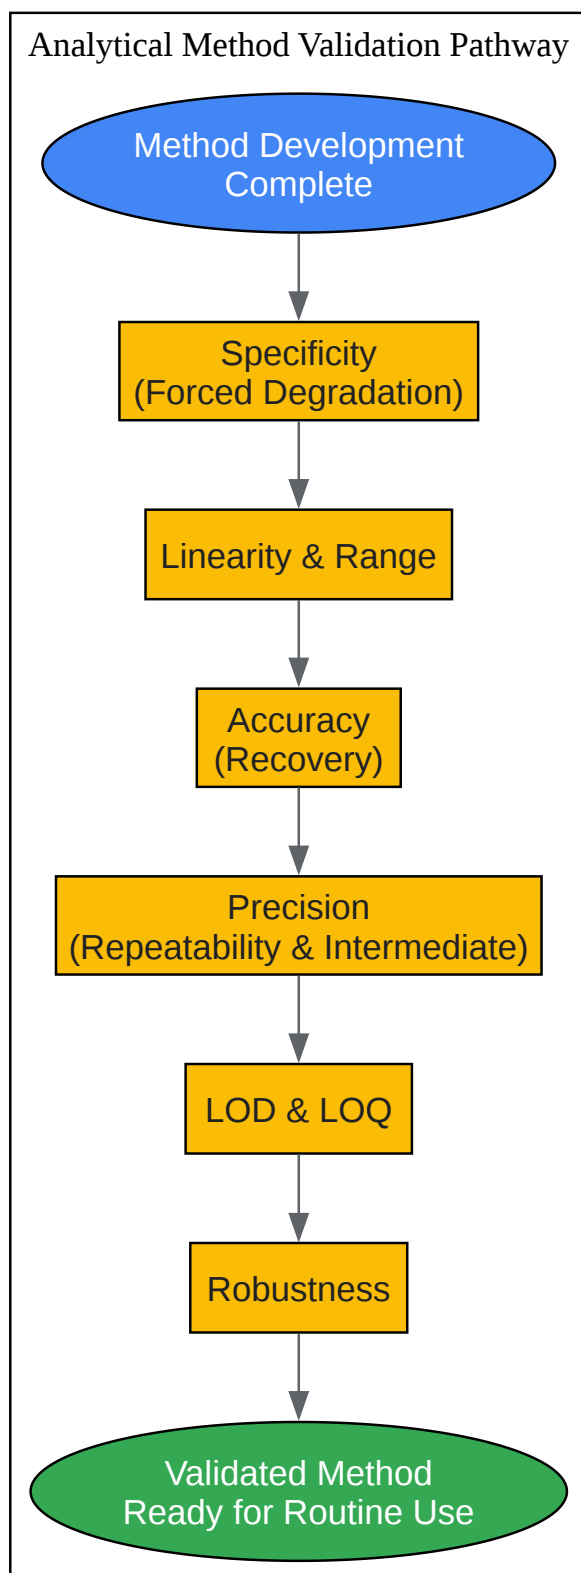 Analytical Method Validation Pathway
Method Development
Complete
Specificity
(Forced Degradation)
Linearity & Range
Accuracy
(Recovery)
Precision
(Repeatability & Intermediate)
LOD & LOQ
Robustness
Validated Method
Ready for Routine Use